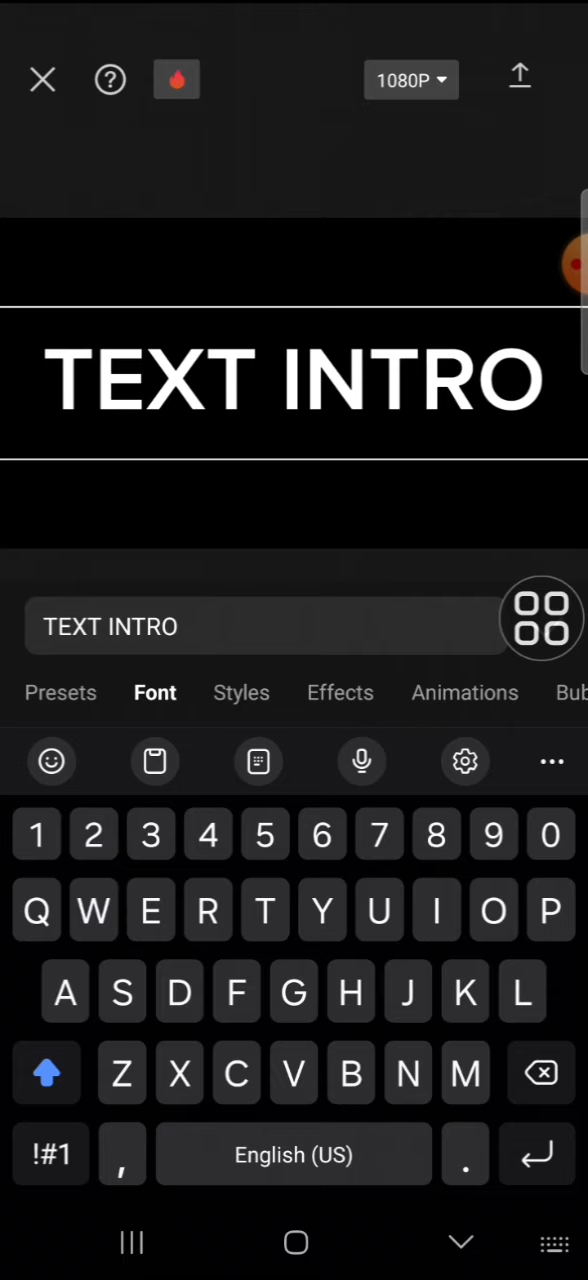 1080P
TEXT INTRO
TEXT INTRO
Presets Font Styles Effects Animations Bub
1 2 3 4 5 6 7 8 9 0
Q W E R T Y U I O P
A S D F G H J K L
Z X C V B N M
!#1 , English (US) .